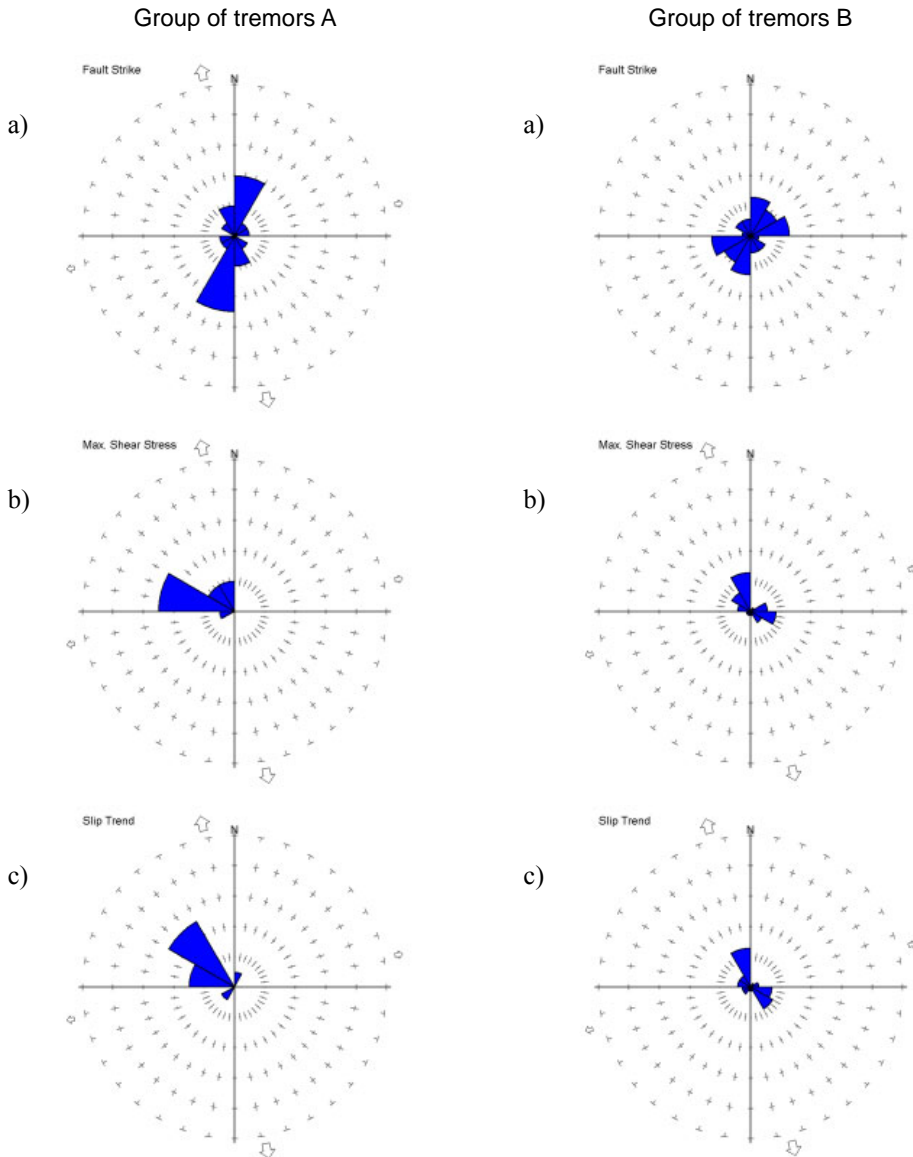 Group of tremors A
Group of tremors B
Fault Strike
N
a)
Fault Strike
N
a)
Max. Shear Stress
N
b)
Max. Shear Stress
N
b)
Slip Trend
N
c)
Slip Trend
N
c)